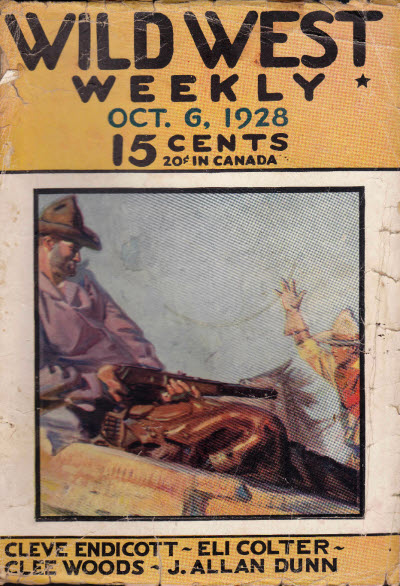 WILD WEST
WEEKLY
OCT. 6, 1928
15 CENTS
20¢ IN CANADA
CLEVE ENDICOTT ~ ELI COLTER ~
CLEE WOODS ~ J. ALLAN DUNN